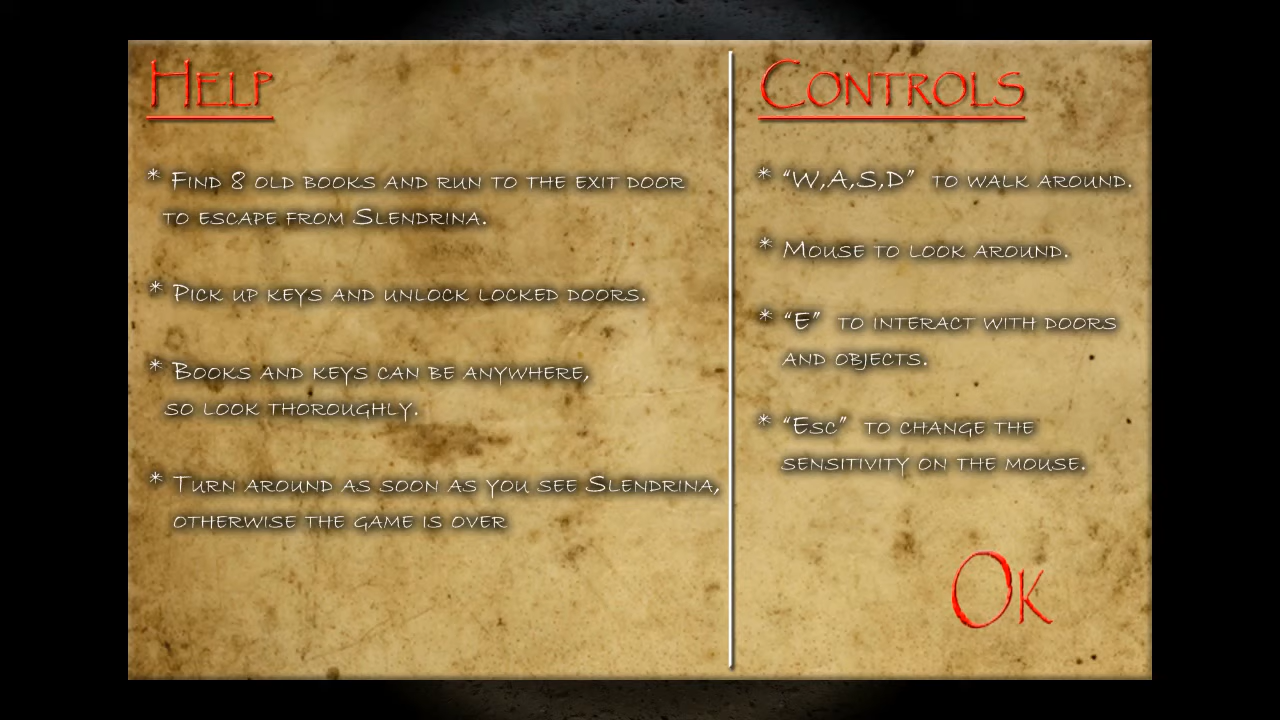 Help
* Find 8 old books and run to the exit door
to escape from Slendrina.
* Pick up keys and unlock locked doors.
* Books and keys can be anywhere,
so look thoroughly.
* Turn around as soon as you see Slendrina,
otherwise the game is over
Controls
* “W,A,S,D” to walk around.
* Mouse to look around.
* “E” to interact with doors
and objects.
* “Esc” to change the
sensitivity on the mouse.
Ok